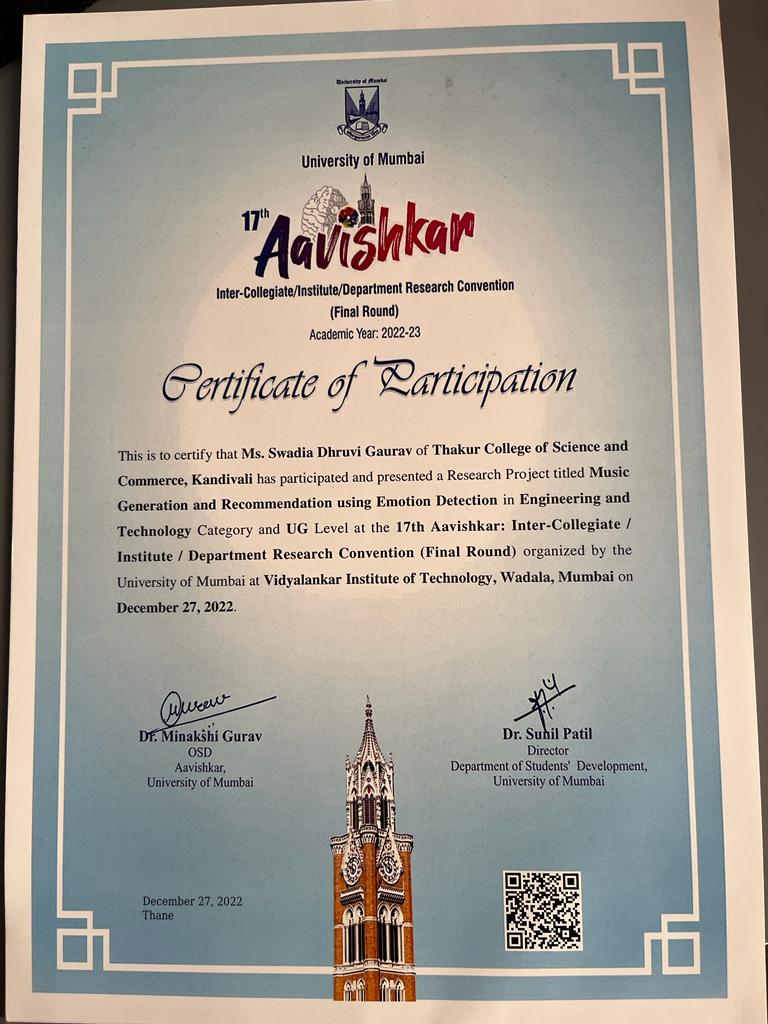 University of Mumbai
University of Mumbai
17th
Aavishkar
Inter-Collegiate/Institute/Department Research Convention
(Final Round)
Academic Year: 2022-23
Certificate of Participation
This is to certify that Ms. Swadia Dhruvi Gaurav of Thakur College of Science and
Commerce, Kandivali has participated and presented a Research Project titled Music
Generation and Recommendation using Emotion Detection in Engineering and
Technology Category and UG Level at the 17th Aavishkar: Inter-Collegiate /
Institute / Department Research Convention (Final Round) organized by the
University of Mumbai at Vidyalankar Institute of Technology, Wadala, Mumbai on
December 27, 2022.
Dr. Minakshi Gurav
OSD
Aavishkar,
University of Mumbai
Dr. Sunil Patil
Director
Department of Students' Development,
University of Mumbai
December 27, 2022
Thane